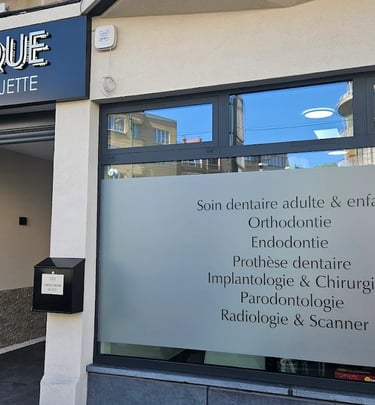 QUE
UETTE
Soin dentaire adulte & enfa
Orthodontie
Endodontie
Prothèse dentaire
Implantologie & Chirurgi
Parodontologie
Radiologie & Scanner